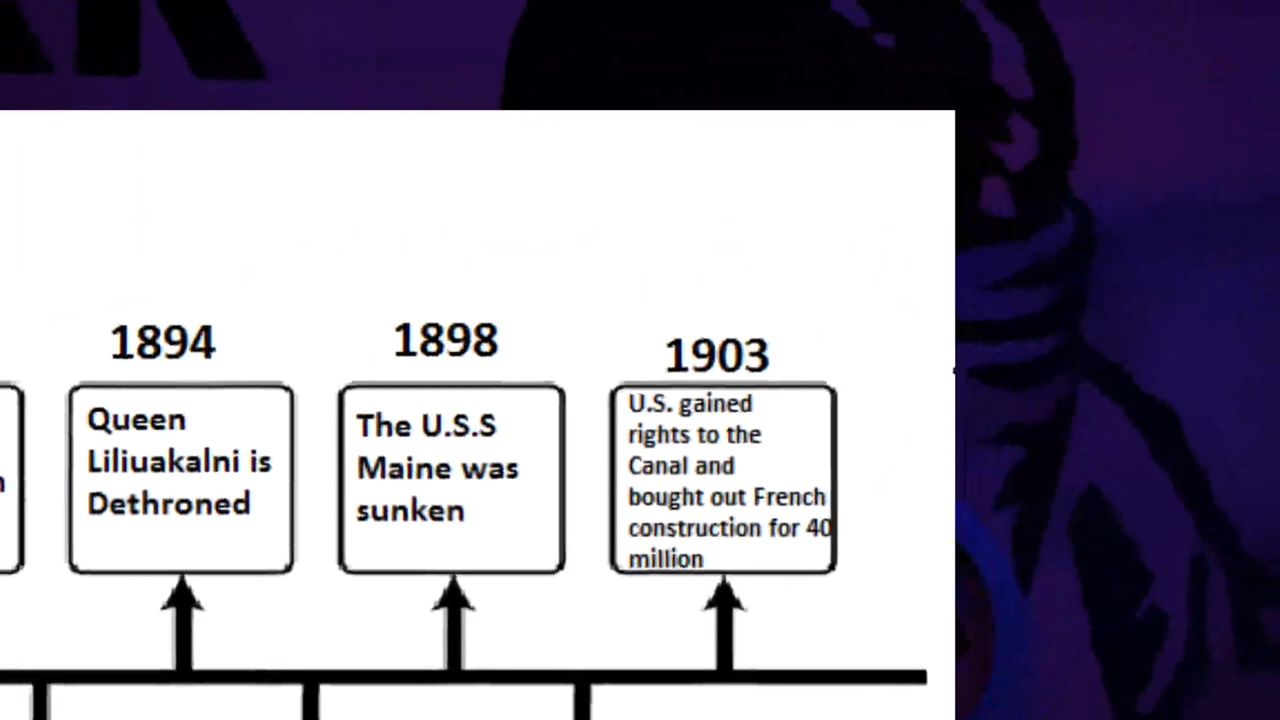 1894
Queen
Liliuakalni is
Dethroned
1898
The U.S.S
Maine was
sunken
1903
U.S. gained
rights to the
Canal and
bought out French
construction for 40
million